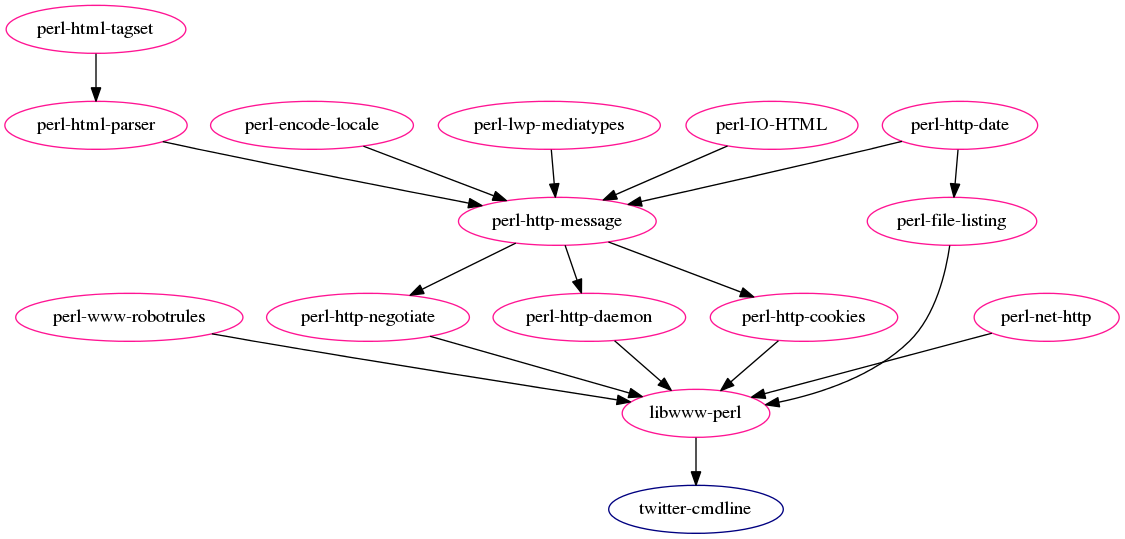 perl-html-tagset
perl-html-parser
perl-encode-locale
perl-lwp-mediatypes
perl-IO-HTML
perl-http-date
perl-http-message
perl-file-listing
perl-www-robotrules
perl-http-negotiate
perl-http-daemon
perl-http-cookies
perl-net-http
libwww-perl
twitter-cmdline